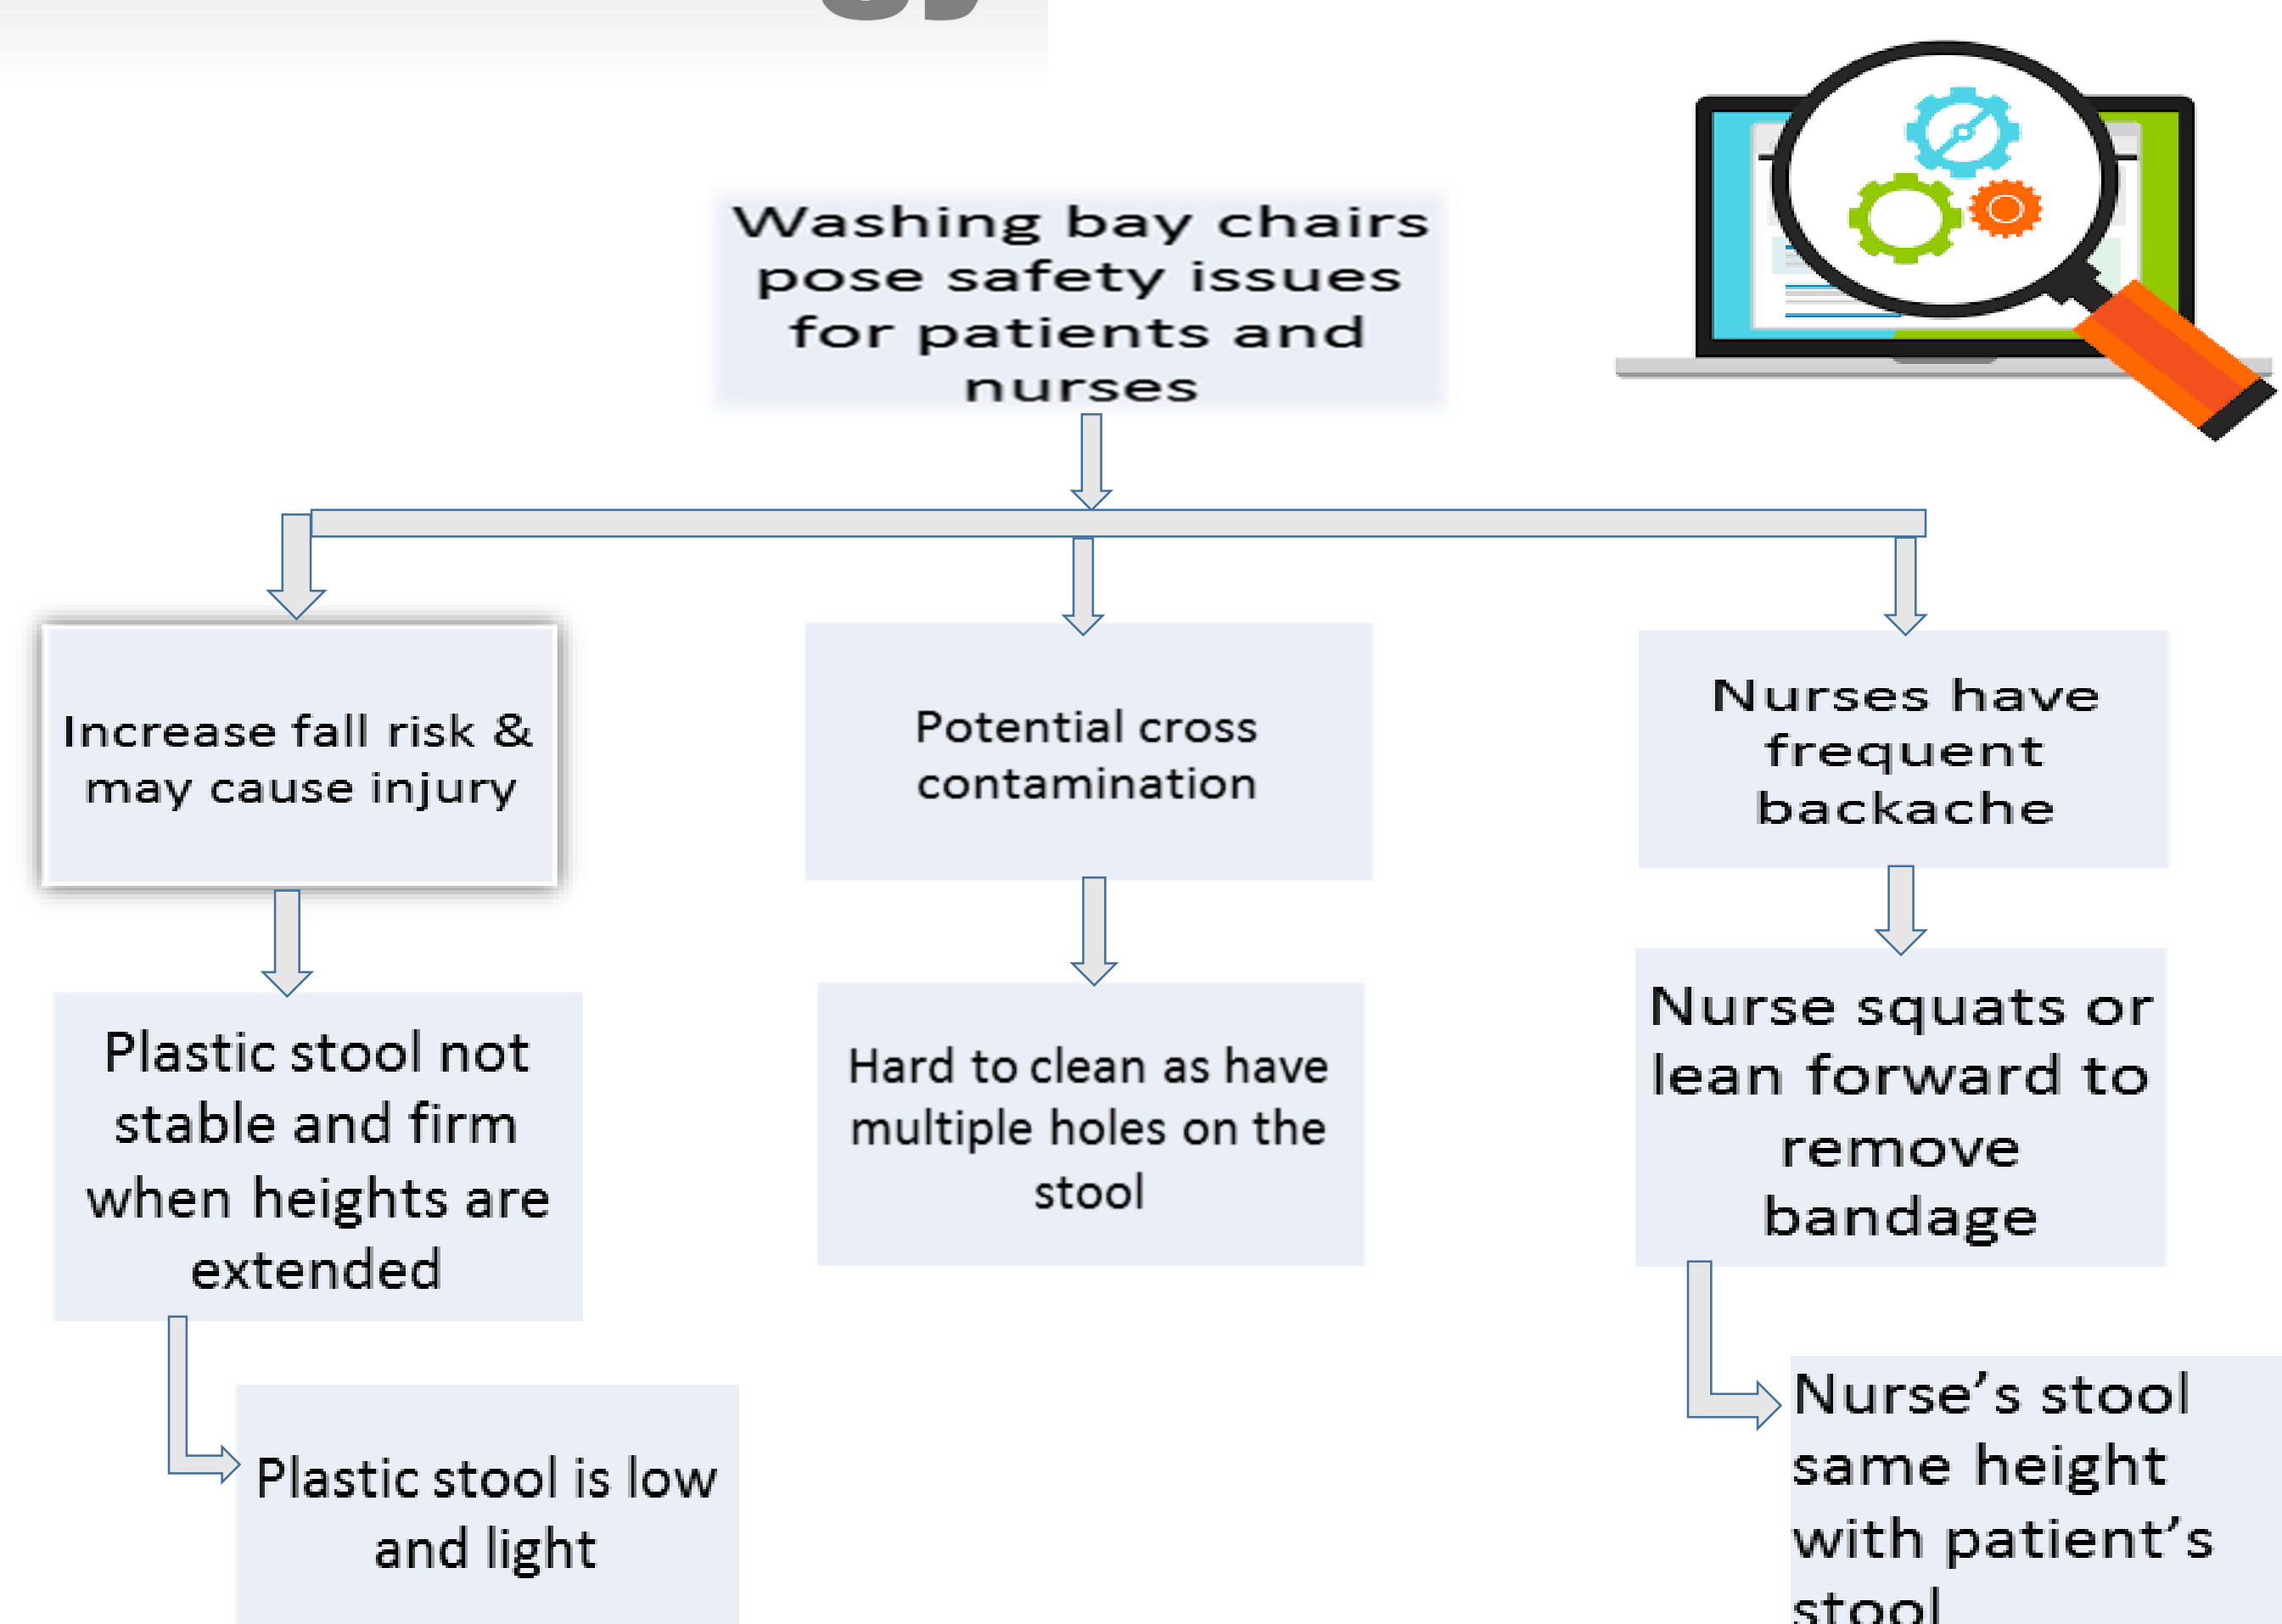 Washing bay chairs
pose safety issues
for patients and
nurses
Increase fall risk &
may cause injury
Potential cross
contamination
Nurses have
frequent
backache
Plastic stool not
stable and firm
when heights are
extended
Hard to clean as have
multiple holes on the
stool
Nurse squats or
lean forward to
remove
bandage
Plastic stool is low
and light
Nurse’s stool
same height
with patient’s
stool